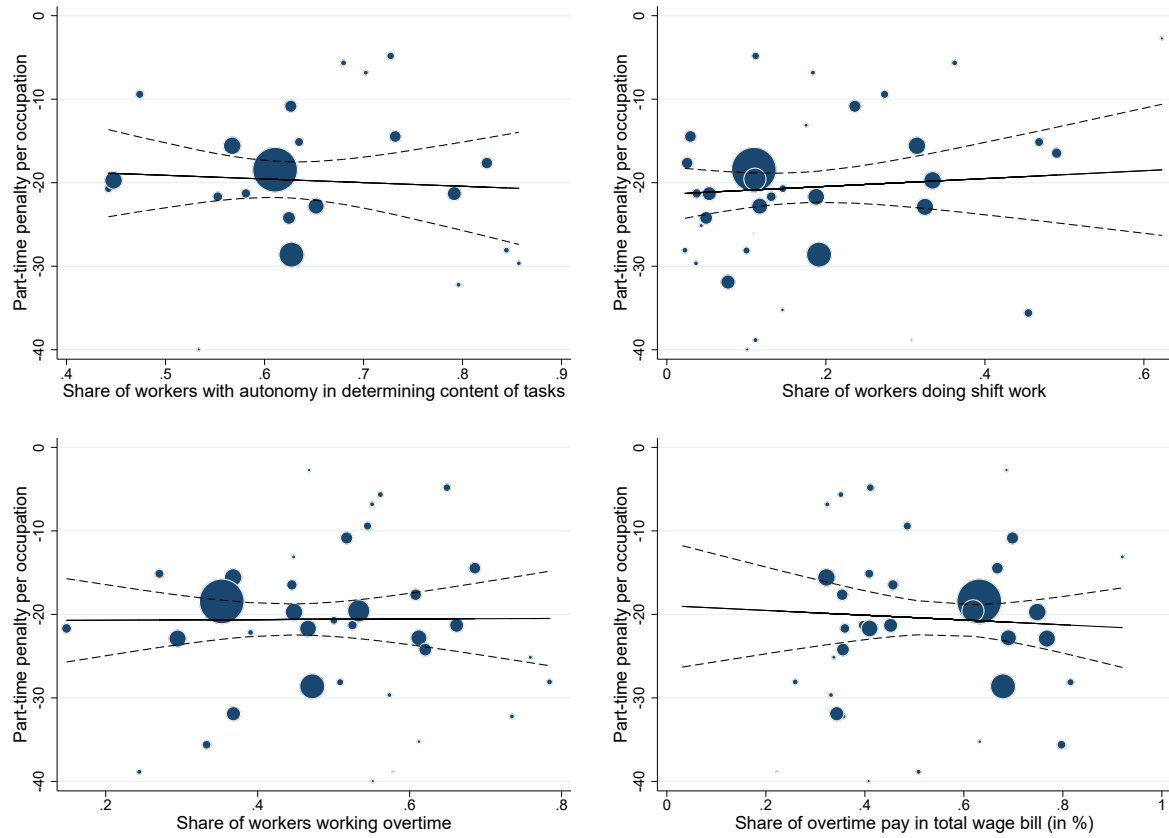 Part-time penalty per occupation
0
-10
-20
-30
-40
.4 .5 .6 .7 .8 .9
Share of workers with autonomy in determining content of tasks
Part-time penalty per occupation
0
-10
-20
-30
-40
0 .2 .4 .6
Share of workers doing shift work
Part-time penalty per occupation
0
-10
-20
-30
-40
.2 .4 .6 .8
Share of workers working overtime
Part-time penalty per occupation
0
-10
-20
-30
-40
0 .2 .4 .6 .8 1
Share of overtime pay in total wage bill (in %)